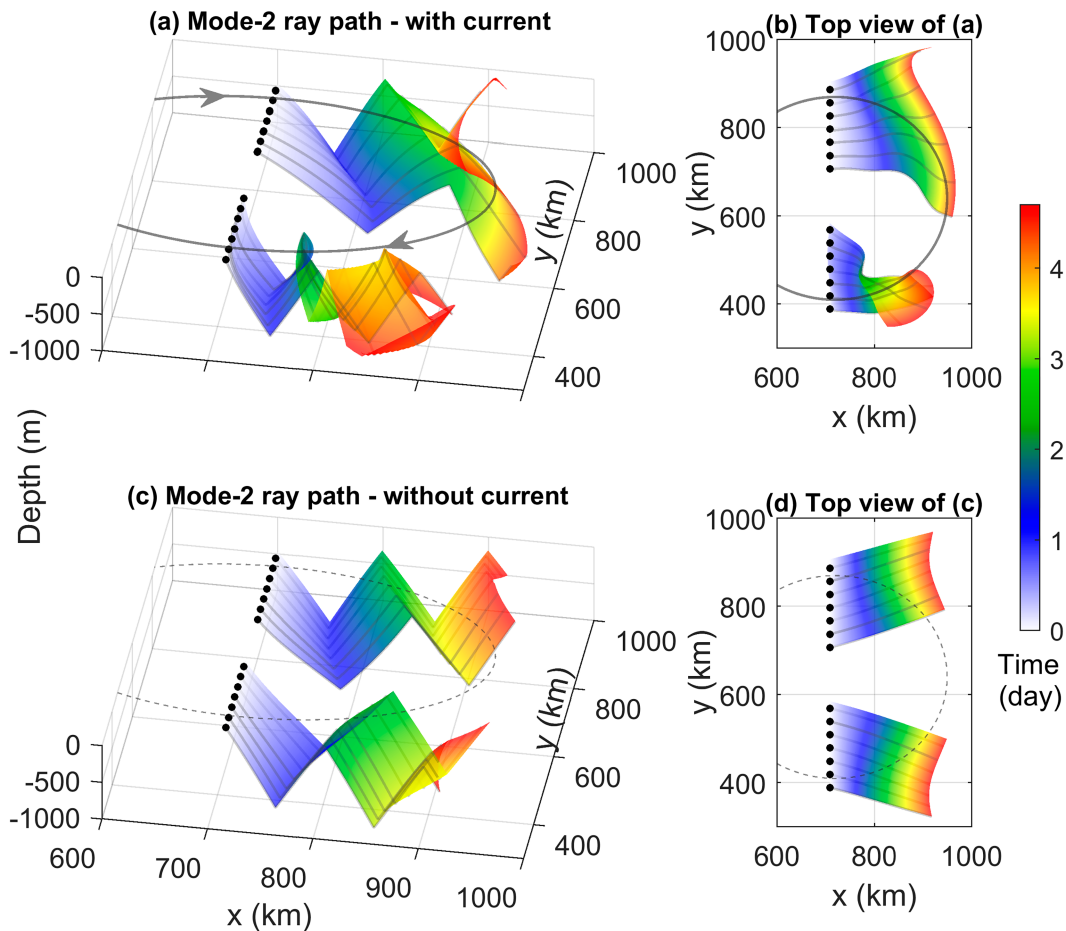 (a) Mode-2 ray path - with current
(b) Top view of (a)
1000
800
600
400
y (km)
0
-500
-1000
1000
800
600
400
y (km)
600
800
1000
x (km)
4
3
2
1
0
Time
(day)
Depth (m)
(c) Mode-2 ray path - without current
(d) Top view of (c)
1000
800
600
400
y (km)
0
-500
-1000
600
700
800
900
1000
x (km)
1000
800
600
400
y (km)
600
800
1000
x (km)